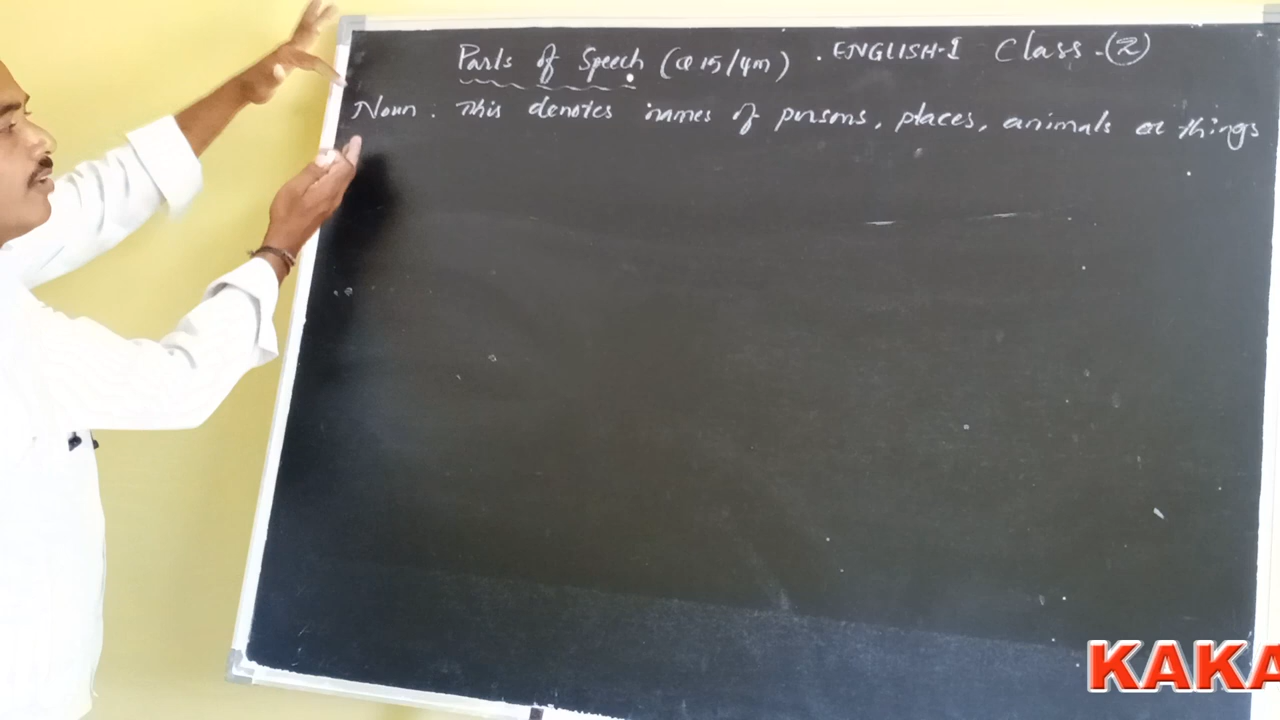 Parts of Speech (Q 15/4m) . ENGLISH-1 Class -(2)
Noun : This denotes names of persons, places, animals or things
KAKA